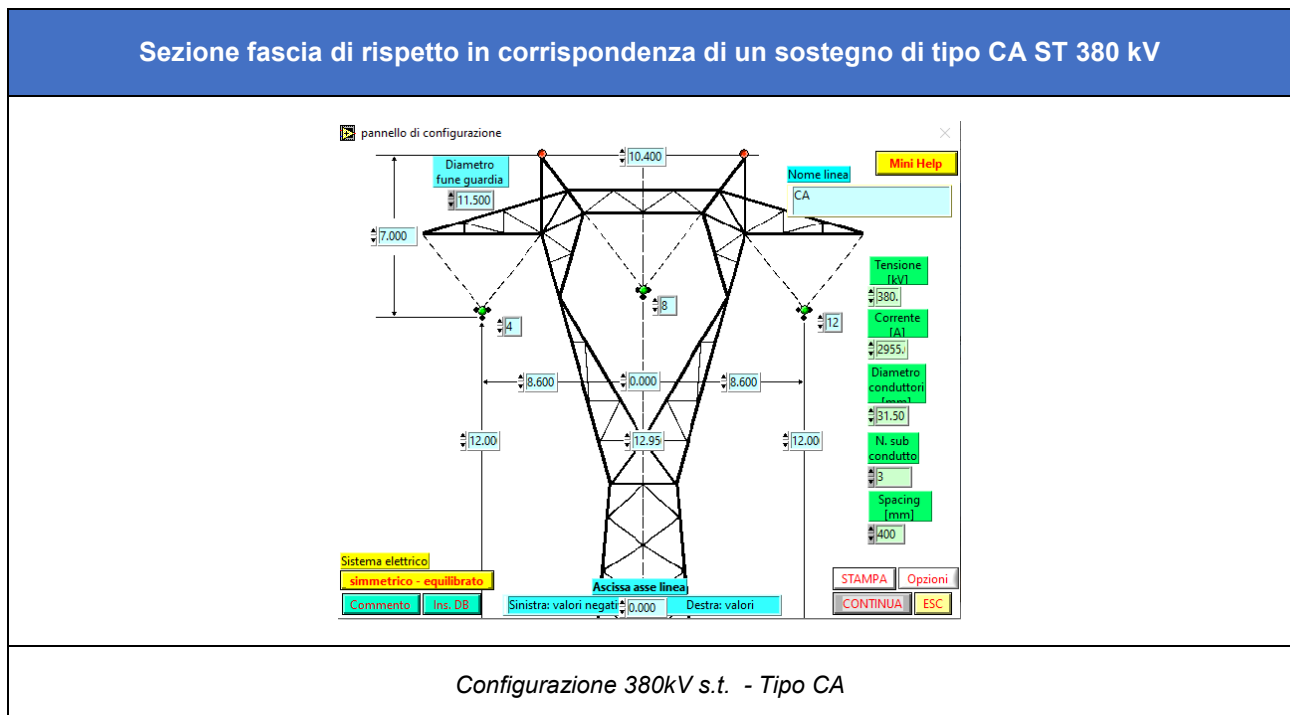 Sezione fascia di rispetto in corrispondenza di un sostegno di tipo CA ST 380 kV
pannello di configurazione
10.400
Mini Help
Diametro
fune guardia
11.500
Nome linea
CA
7.000
Tensione
[kV]
380.
8
4
12
Corrente
[A]
2955.
8.600
0.000
8.600
Diametro
conduttori
[mm]
31.50
12.00
12.95
12.00
N. sub
condutto
3
Spacing
[mm]
400
Sistema elettrico
simmetrico - equilibrato
Commento
Ins. DB
Ascissa asse linea
Sinistra: valori negati
0.000
Destra: valori
STAMPA
Opzioni
CONTINUA
ESC
Configurazione 380kV s.t. - Tipo CA